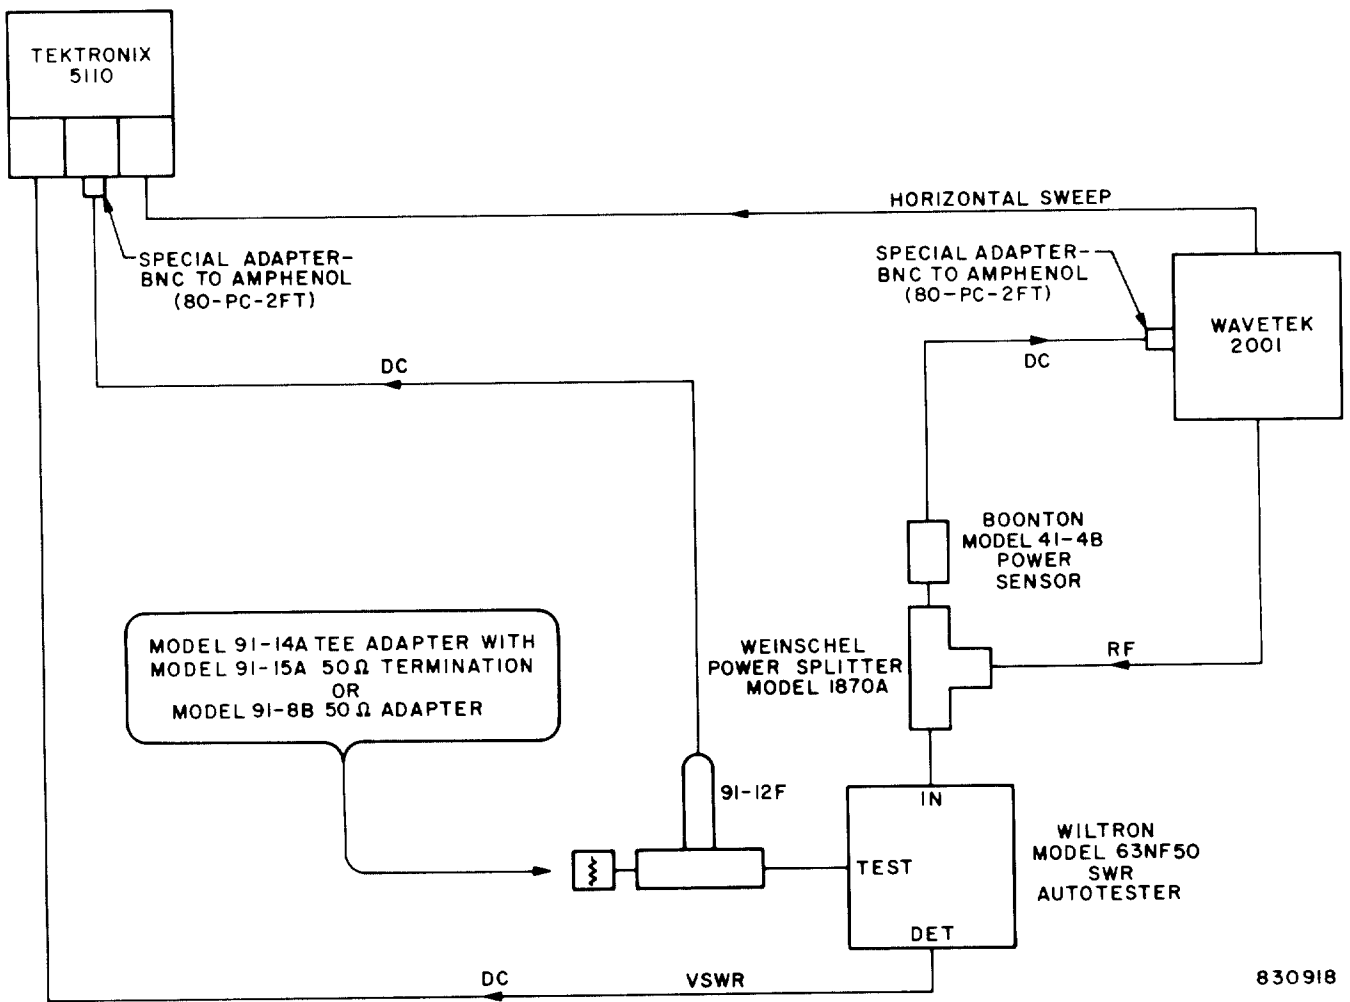 TEKTRONIX
5110
HORIZONTAL SWEEP
SPECIAL ADAPTER-
BNC TO AMPHENOL
(80-PC-2FT)
SPECIAL ADAPTER-
BNC TO AMPHENOL
(80-PC-2FT)
WAVETEK
2001
DC
DC
BOONTON
MODEL 41-4B
POWER
SENSOR
MODEL 91-14A TEE ADAPTER WITH
MODEL 91-15A 50Ω TERMINATION
OR
MODEL 91-8B 50Ω ADAPTER
WEINSCHEL
POWER SPLITTER
MODEL 1870A
RF
91-12F
IN
TEST
DET
WILTRON
MODEL 63NF50
SWR
AUTOTESTER
DC
VSWR
830918